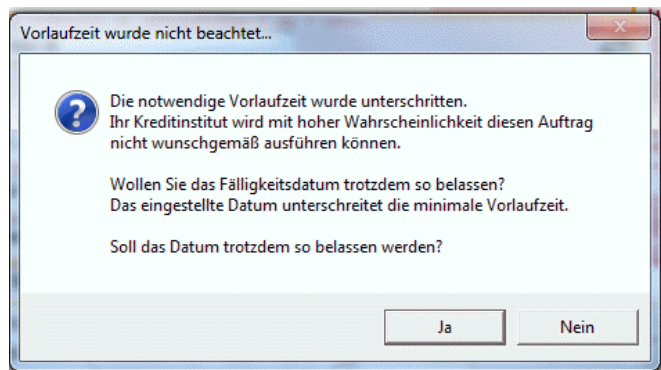 Vorlaufzeit wurde nicht beachtet...
Die notwendige Vorlaufzeit wurde unterschritten.
Ihr Kreditinstitut wird mit hoher Wahrscheinlichkeit diesen Auftrag
nicht wunschgemäß ausführen können.
Wollen Sie das Fälligkeitsdatum trotzdem so belassen?
Das eingestellte Datum unterschreitet die minimale Vorlaufzeit.
Soll das Datum trotzdem so belassen werden?
Ja
Nein